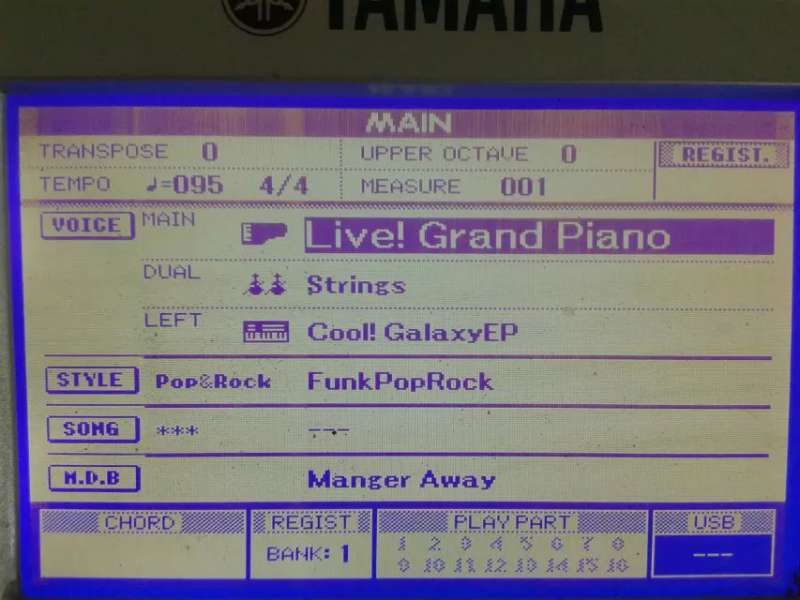 YAMAHA
MAIN
TRANSPOSE 0 UPPER OCTAVE 0 REGIST.
TEMPO ♩=095 4/4 MEASURE 001
VOICE MAIN Live! Grand Piano
DUAL Strings
LEFT Cool! GalaxyEP
STYLE Pop&Rock FunkPopRock
SONG *** ---
M.D.B Manger Away
CHORD REGIST PLAY PART USB
BANK: 1 1 2 3 4 5 6 7 8 ---
9 10 11 12 13 14 15 16